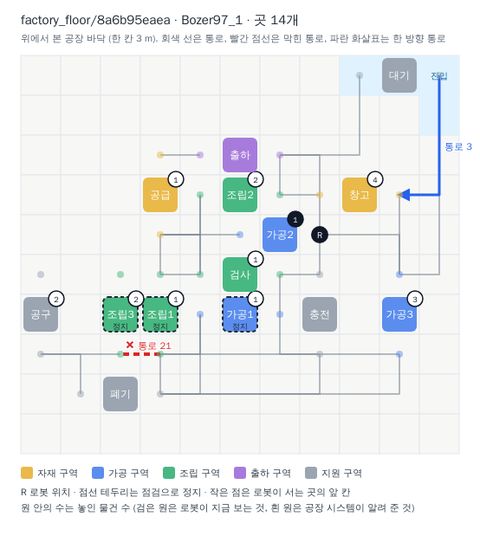 factory_floor/8a6b95eaea · Bozer97_1 · 곳 14개
위에서 본 공장 바닥 (한 칸 3 m). 회색 선은 통로, 빨간 점선은 막힌 통로, 파란 화살표는 한 방향 통로
대기
진입
통로 3
출하
1
2
4
공급
조립2
창고
1
가공2
R
1
검사
2
2
1
1
3
공구
조립3
조립1
가공1
충전
가공3
정지
정지
정지
✖ 통로 21
폐기
자재 구역
가공 구역
조립 구역
출하 구역
지원 구역
R 로봇 위치 · 점선 테두리는 점검으로 정지 · 작은 점은 로봇이 서는 곳의 앞 칸
원 안의 수는 놓인 물건 수 (검은 원은 로봇이 지금 보는 것, 흰 원은 공장 시스템이 알려 준 것)